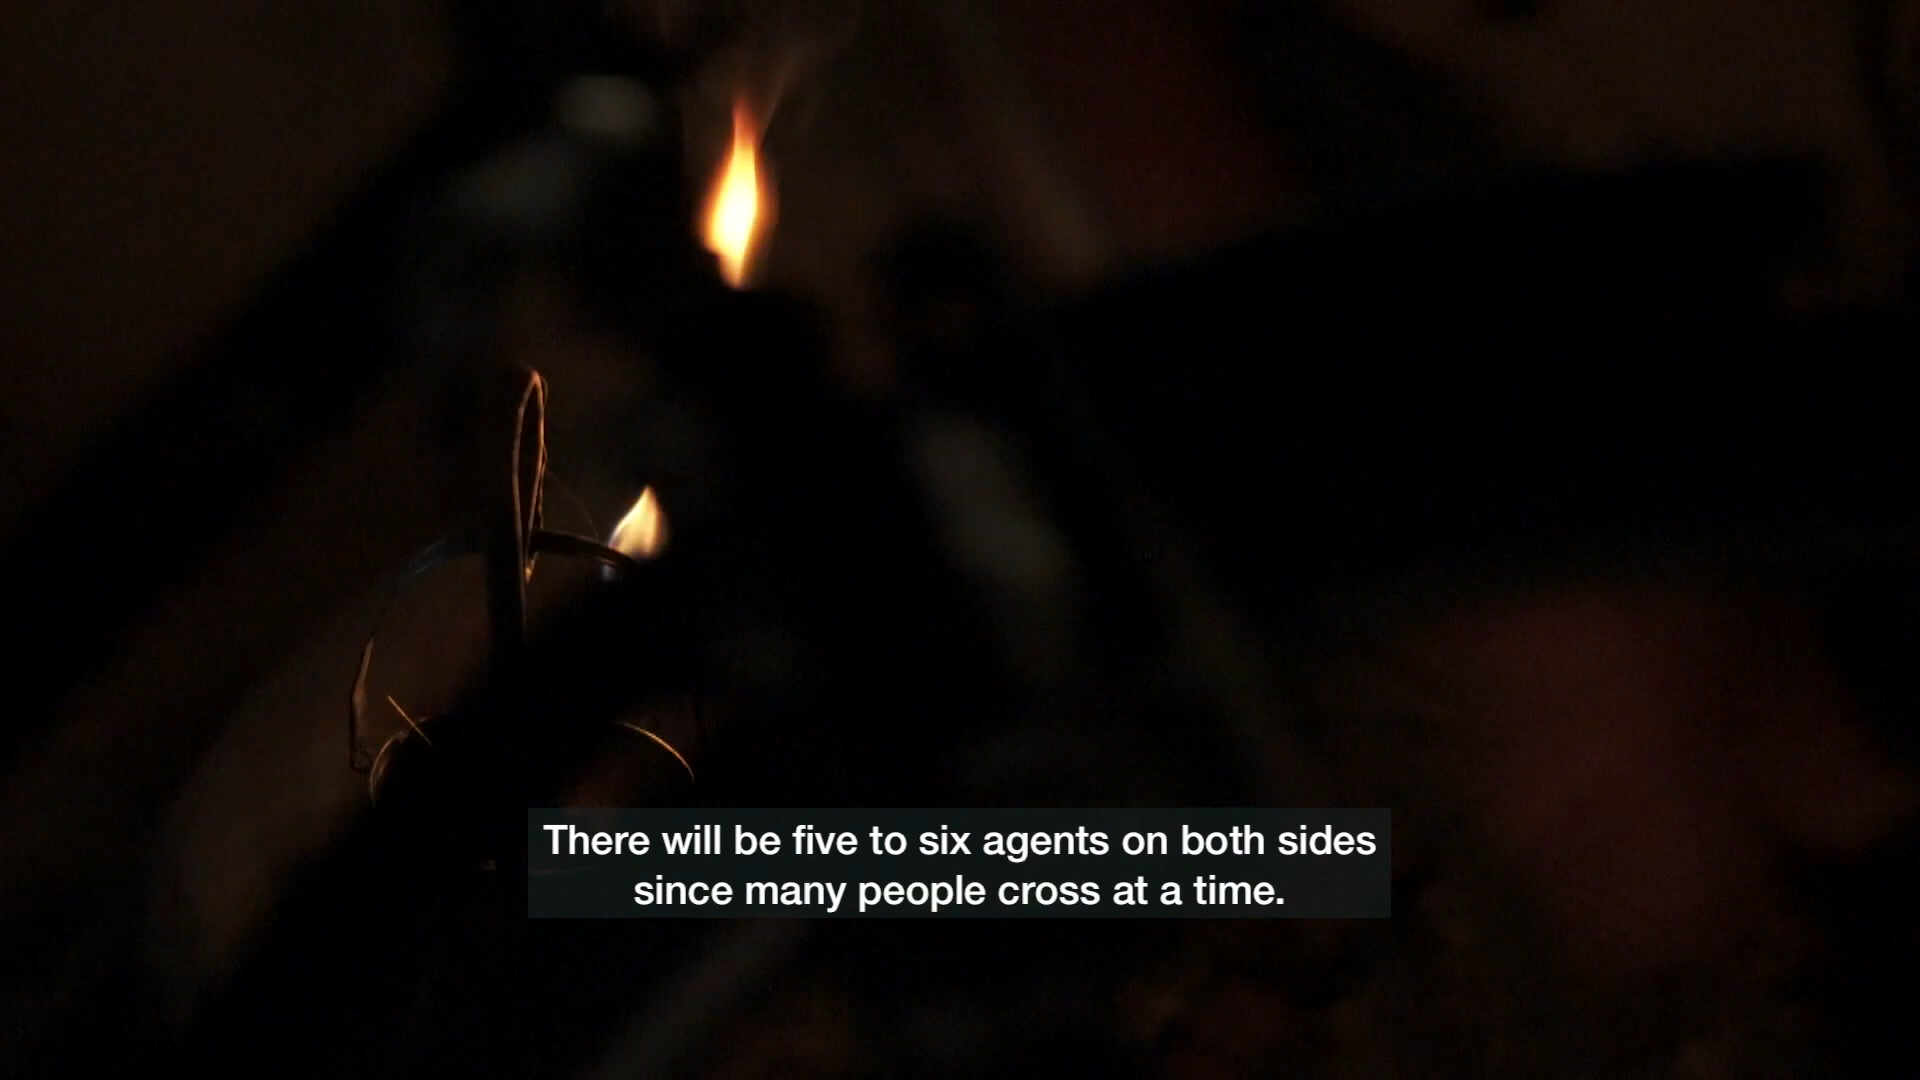 There will be five to six agents on both sides
since many people cross at a time.